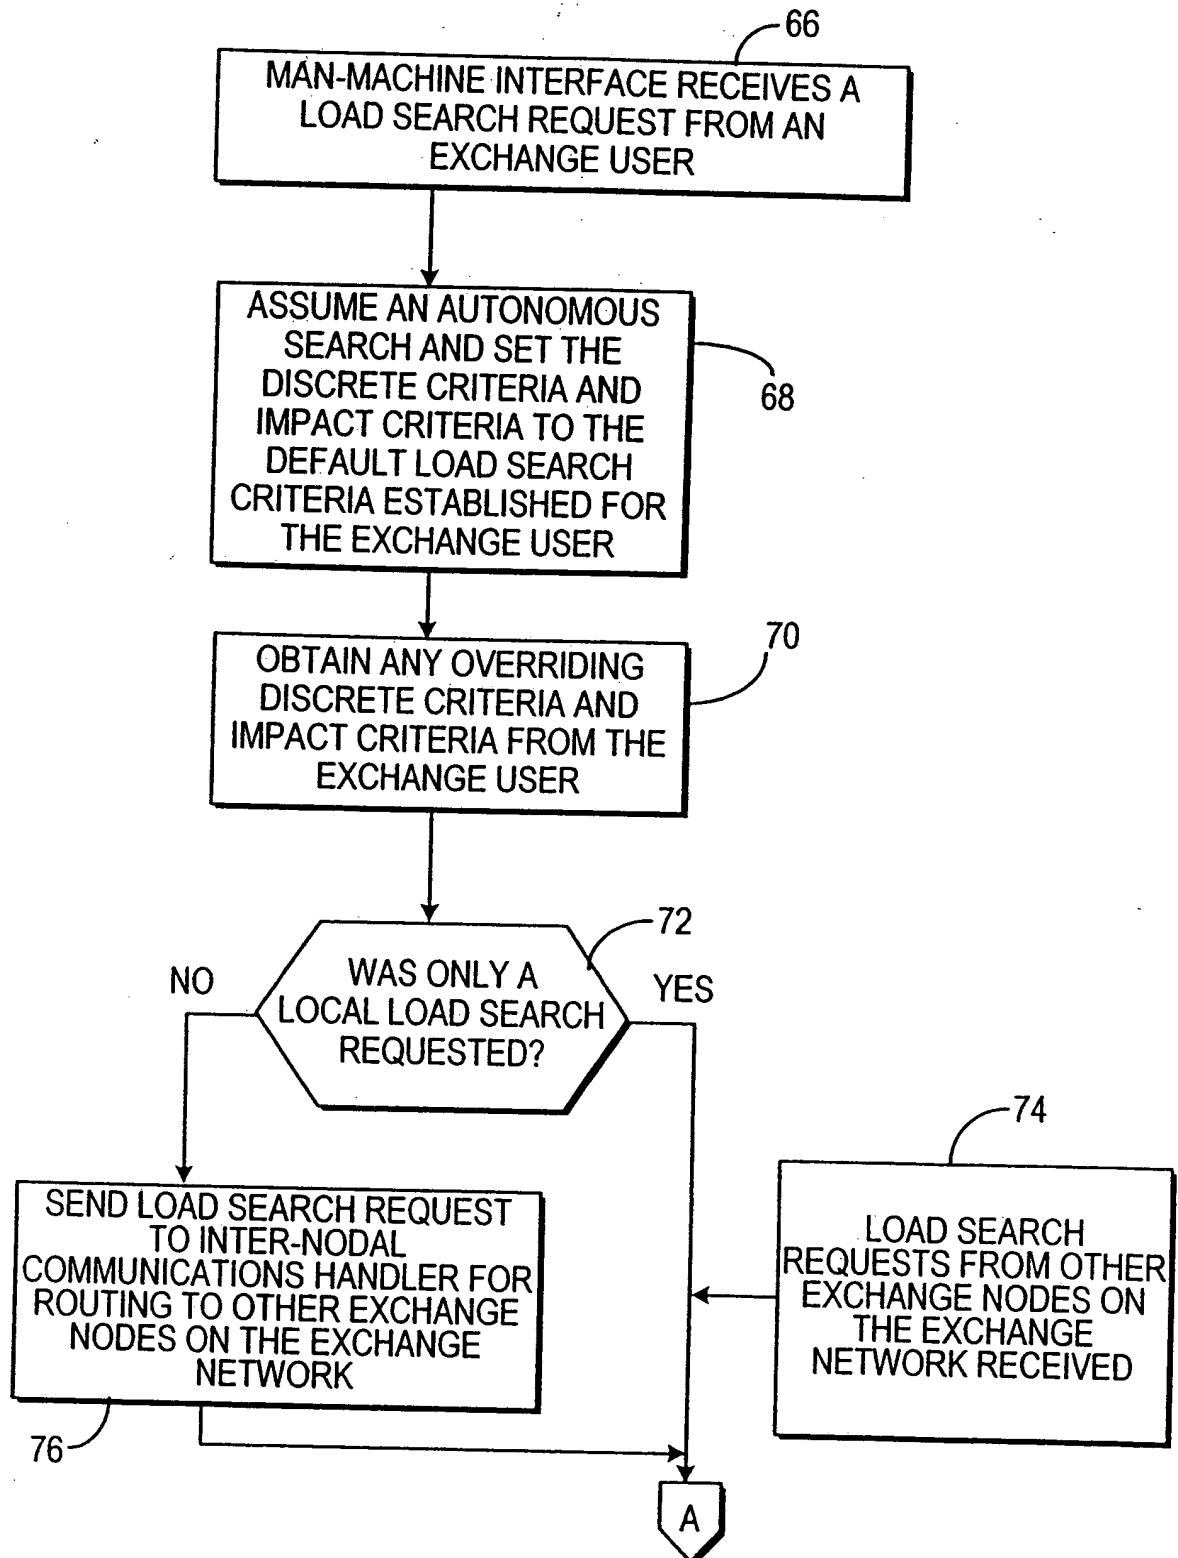 66
MAN-MACHINE INTERFACE RECEIVES A
LOAD SEARCH REQUEST FROM AN
EXCHANGE USER
ASSUME AN AUTONOMOUS
SEARCH AND SET THE
DISCRETE CRITERIA AND
IMPACT CRITERIA TO THE
DEFAULT LOAD SEARCH
CRITERIA ESTABLISHED FOR
THE EXCHANGE USER
68
70
OBTAIN ANY OVERRIDING
DISCRETE CRITERIA AND
IMPACT CRITERIA FROM THE
EXCHANGE USER
72
NO
WAS ONLY A
LOCAL LOAD SEARCH
REQUESTED?
YES
74
SEND LOAD SEARCH REQUEST
TO INTER-NODAL
COMMUNICATIONS HANDLER FOR
ROUTING TO OTHER EXCHANGE
NODES ON THE EXCHANGE
NETWORK
76
LOAD SEARCH
REQUESTS FROM OTHER
EXCHANGE NODES ON
THE EXCHANGE
NETWORK RECEIVED
A